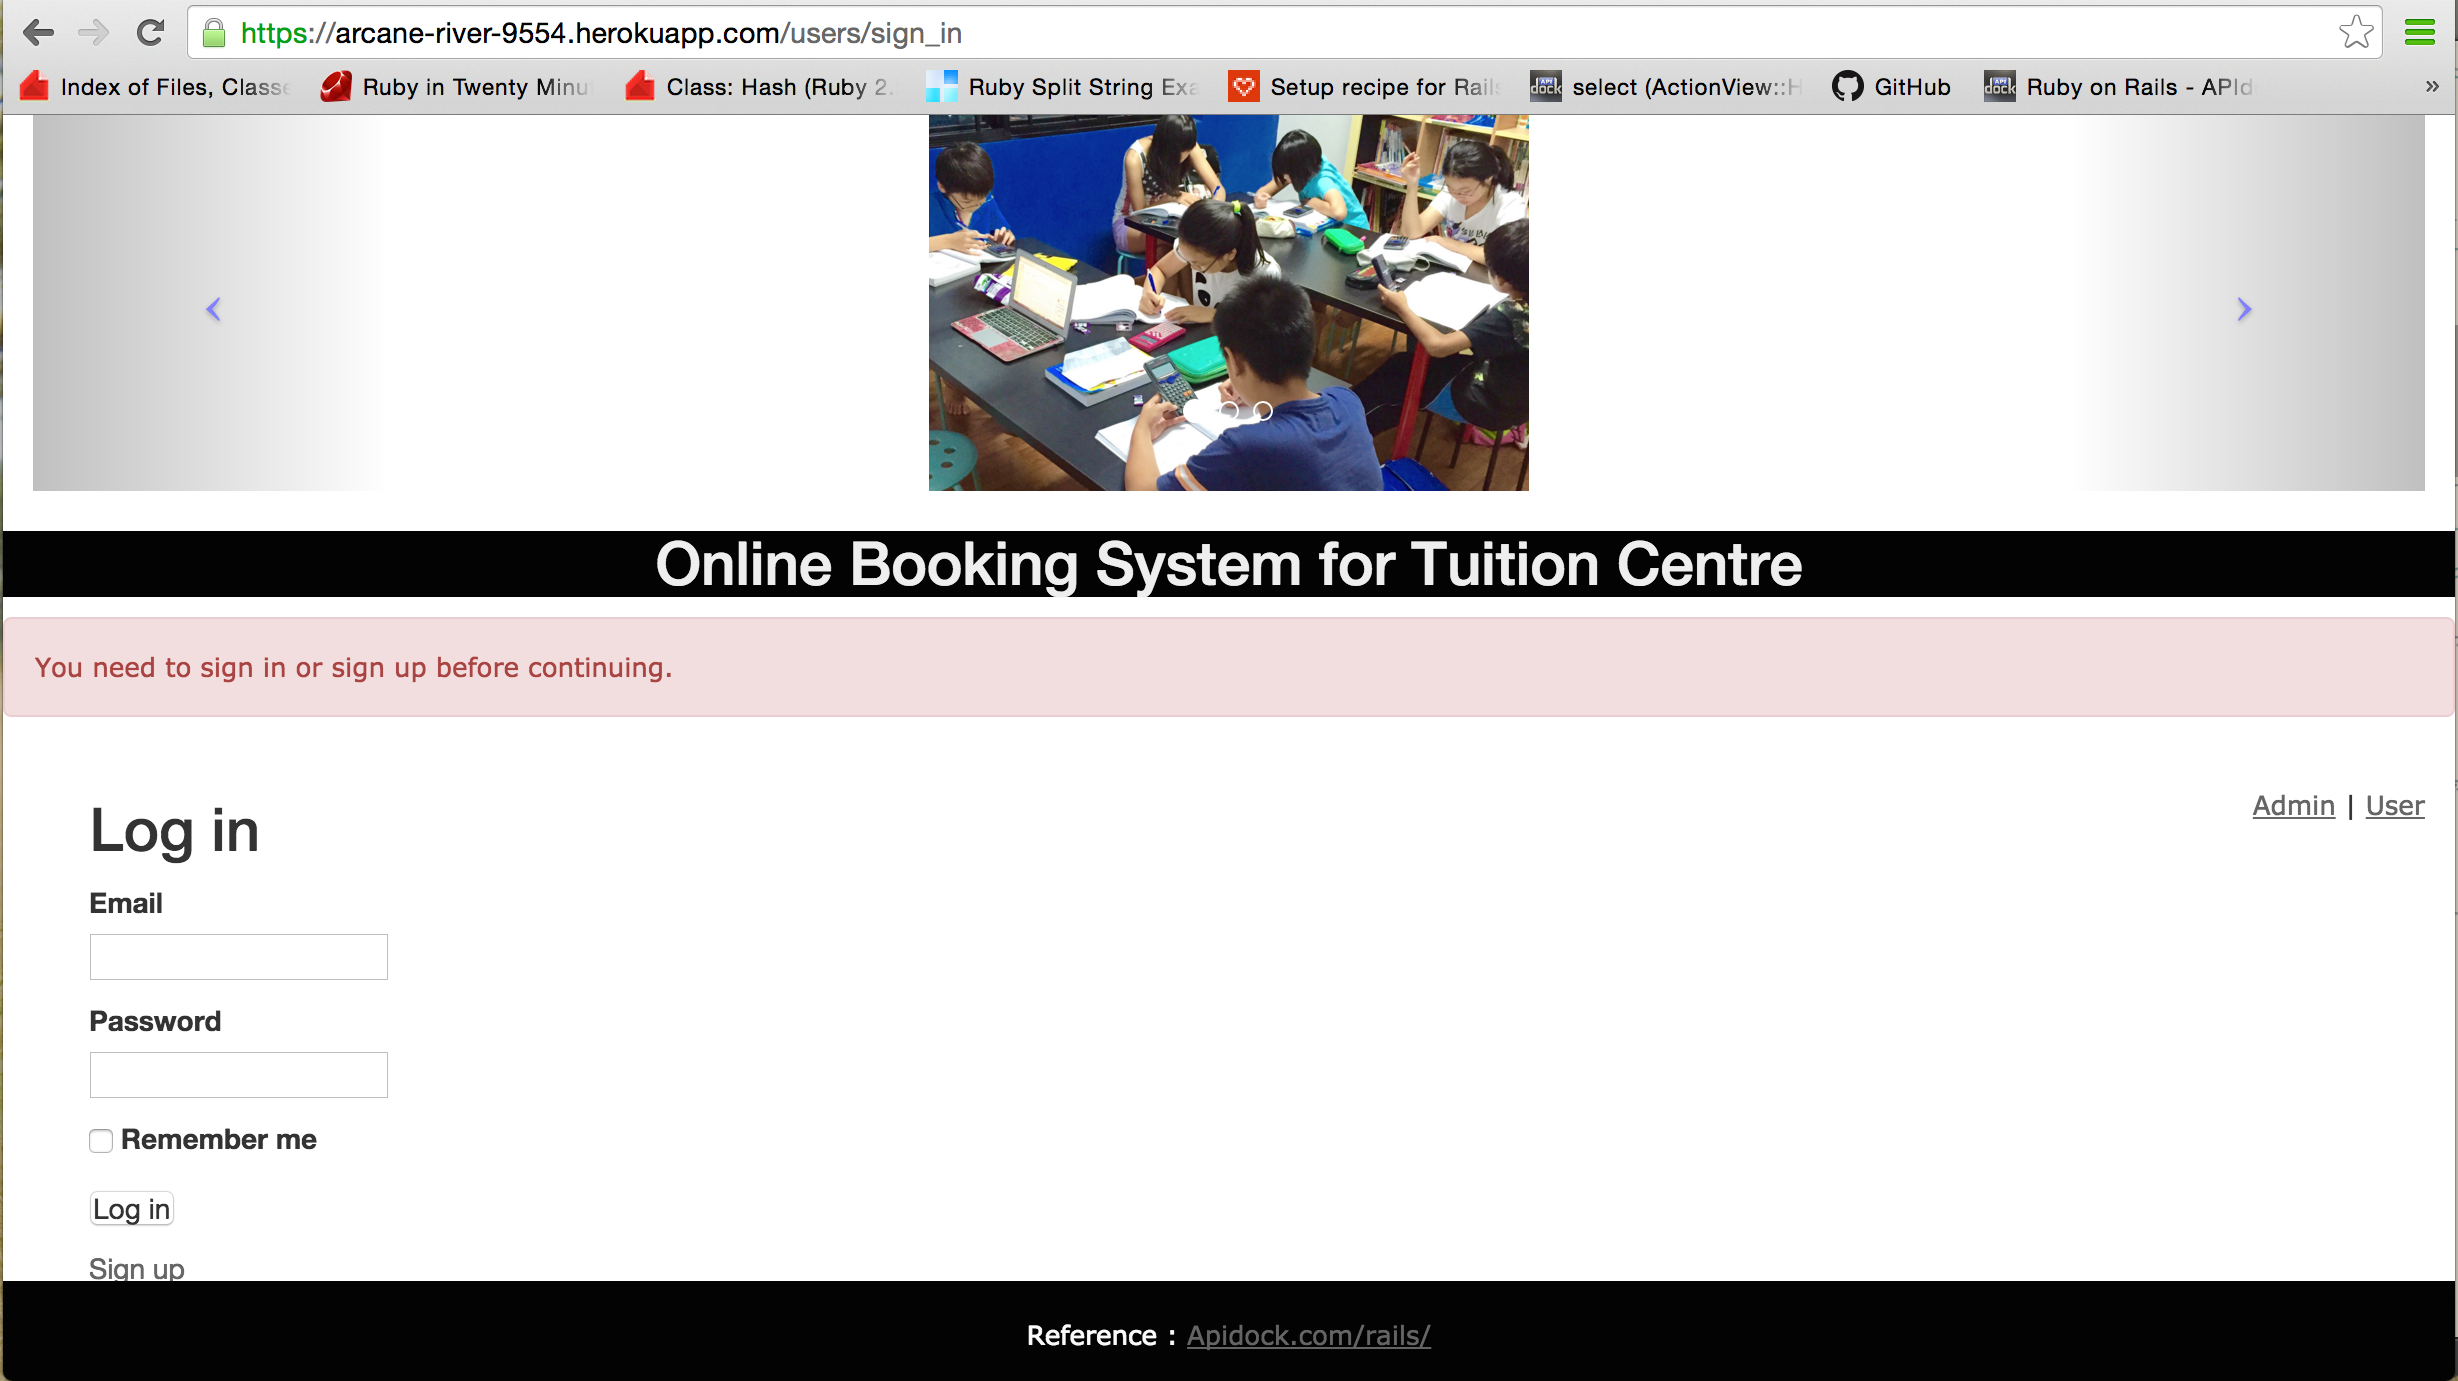 https://arcane-river-9554.herokuapp.com/users/sign_in
Index of Files, Classe
Ruby in Twenty Minu
Class: Hash (Ruby 2.
Ruby Split String Exa
Setup recipe for Rails
select (ActionView::H
GitHub
Ruby on Rails - APId
»
Online Booking System for Tuition Centre
You need to sign in or sign up before continuing.
Admin | User
Log in
Email
Password
Remember me
Log in
Sign up
Reference : Apidock.com/rails/